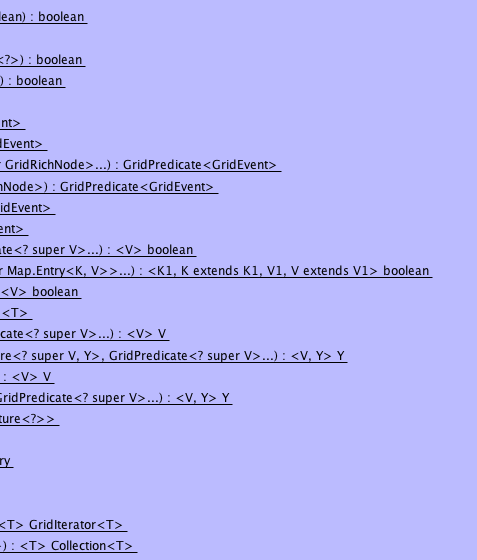 lean) : boolean
<?>) : boolean
) : boolean
ent>
dEvent>
r GridRichNode>...) : GridPredicate<GridEvent>
hNode>) : GridPredicate<GridEvent>
idEvent>
ent>
ate<? super V>...) : <V> boolean
r Map.Entry<K, V>>...) : <K1, K extends K1, V1, V extends V1> boolean
<V> boolean
<T>
cate<? super V>...) : <V> V
re<? super V, Y>, GridPredicate<? super V>...) : <V, Y> Y
: <V> V
GridPredicate<? super V>...) : <V, Y> Y
ture<?>>
ry
<T> GridIterator<T>
>) : <T> Collection<T>